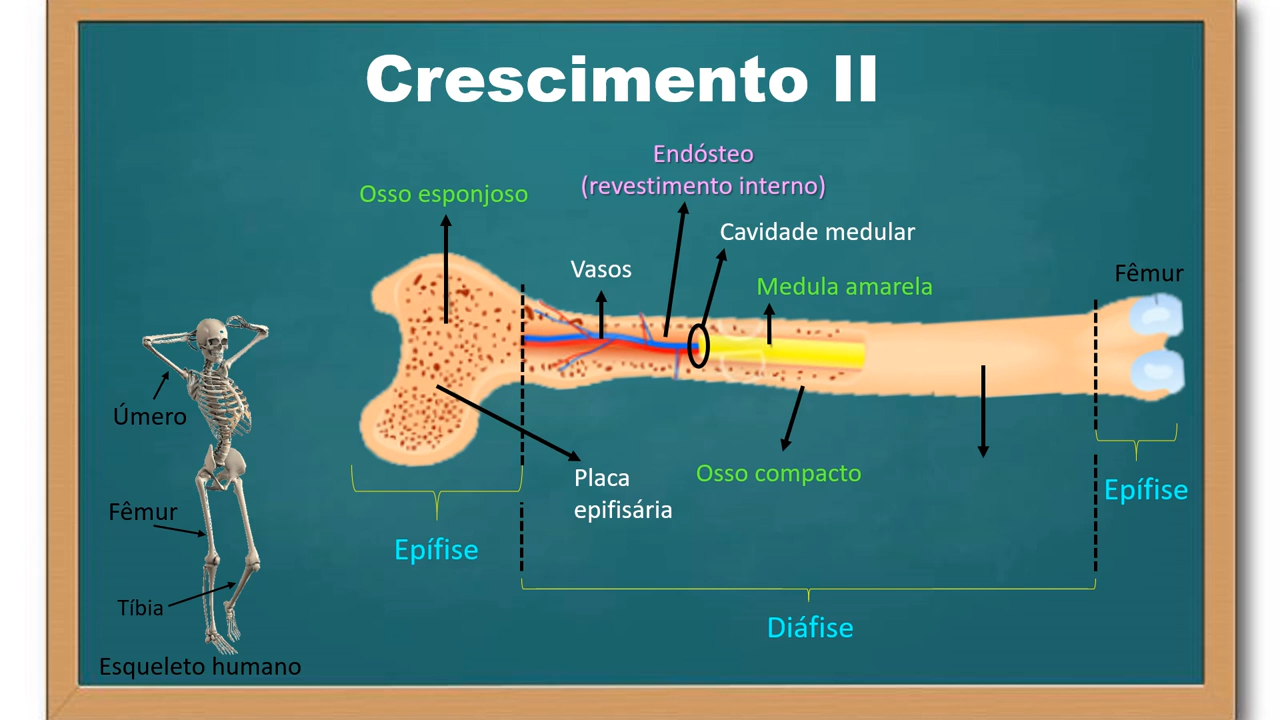 Crescimento II
Endósteo
(revestimento interno)
Osso esponjoso
Cavidade medular
Vasos
Medula amarela
Fêmur
Úmero
Placa
epifisária
Osso compacto
Epífise
Fêmur
Epífise
Tíbia
Diáfise
Esqueleto humano